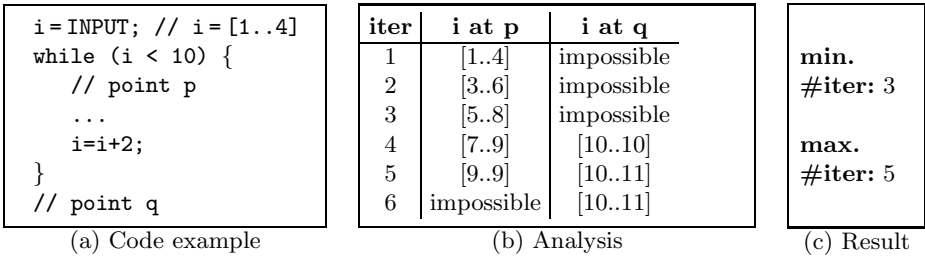 i = INPUT; // i = [1..4]
while (i < 10) {
// point p
...
i=i+2;
}
// point q
(a) Code example
iter i at p i at q
1 [1..4] impossible
2 [3..6] impossible
3 [5..8] impossible
4 [7..9] [10..10]
5 [9..9] [10..11]
6 impossible [10..11]
(b) Analysis
min.
#iter: 3
max.
#iter: 5
(c) Result